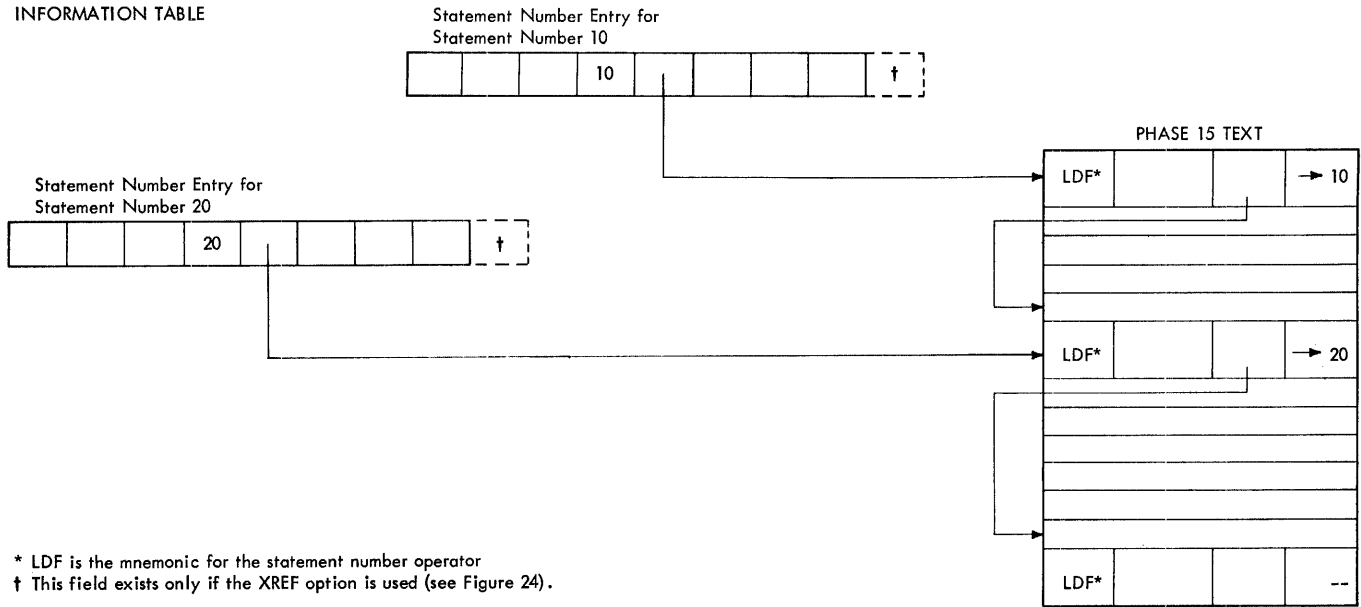 INFORMATION TABLE
Statement Number Entry for
Statement Number 10
10 †
PHASE 15 TEXT
LDF* → 10
Statement Number Entry for
Statement Number 20
20 †
LDF* → 20
* LDF is the mnemonic for the statement number operator
† This field exists only if the XREF option is used (see Figure 24).
LDF* --